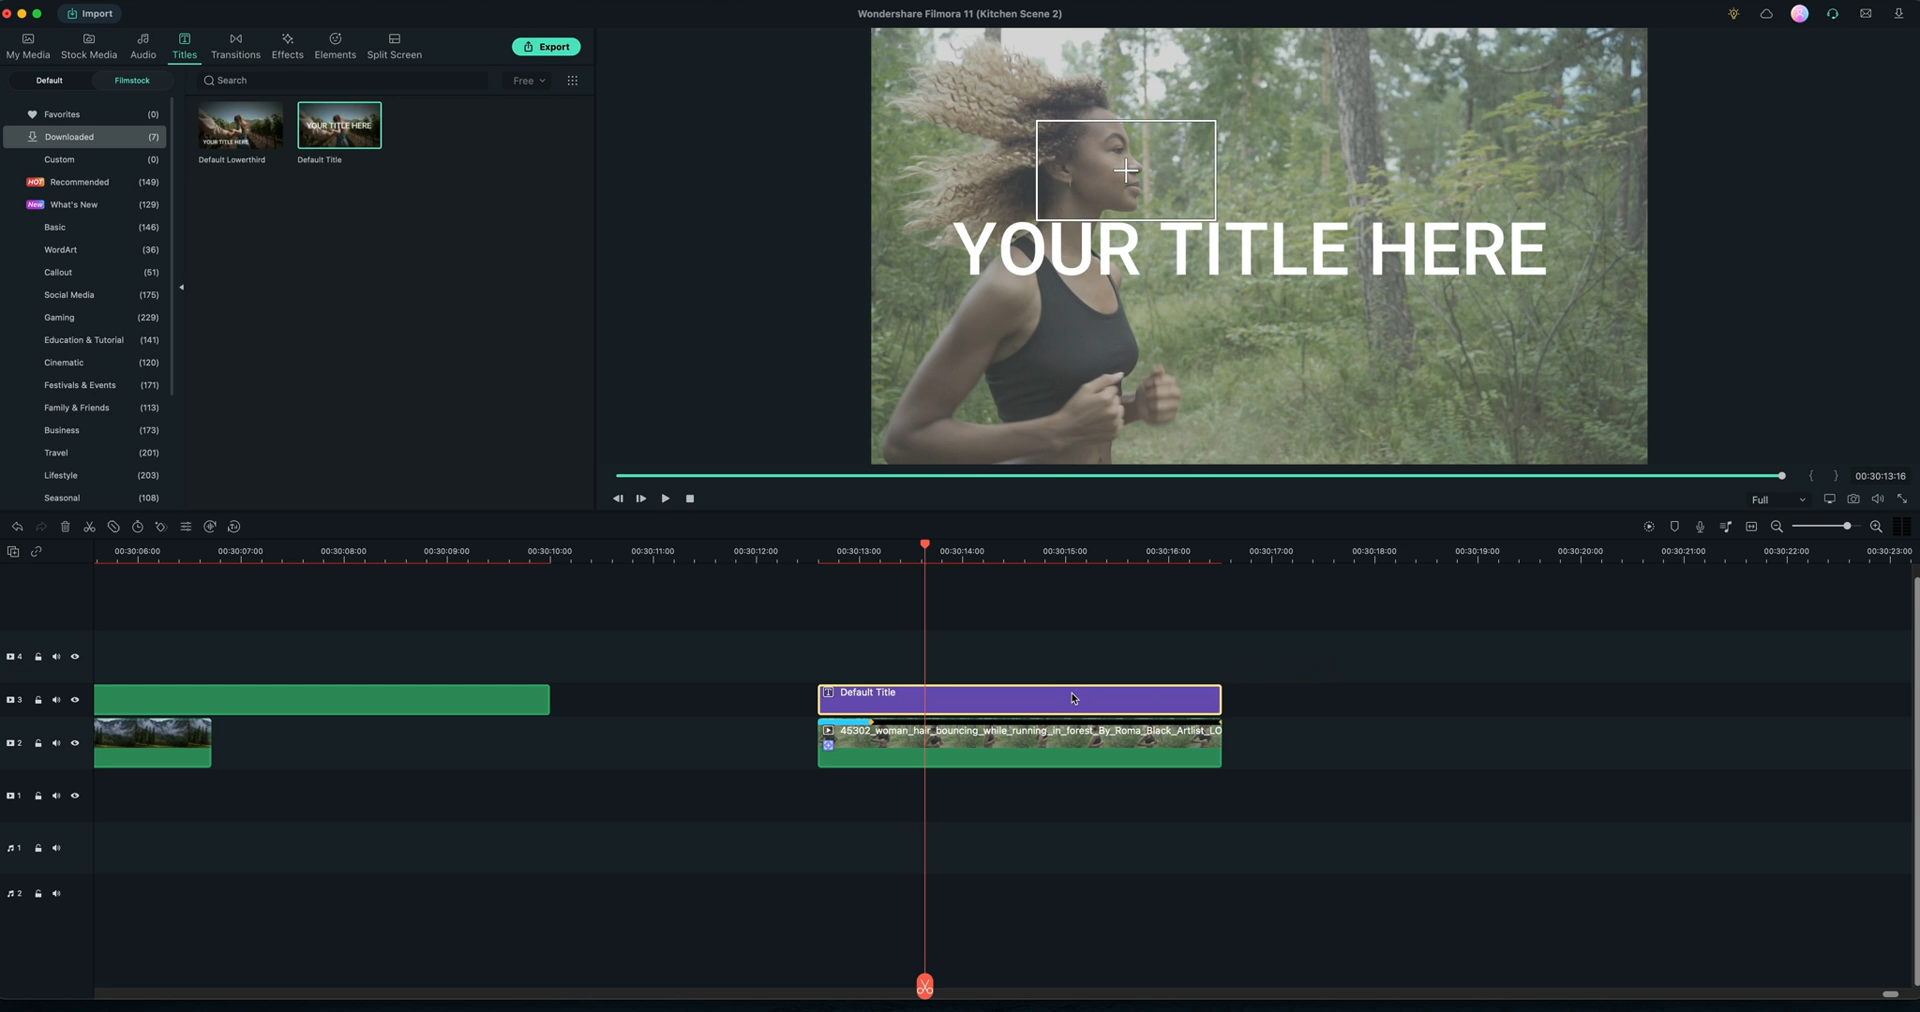 Import
Wondershare Filmora 11 (Kitchen Scene 2)
My Media
Stock Media
Audio
Titles
Transitions
Effects
Elements
Split Screen
Export
Default
Filmstock
Search
Free
Favorites (0)
Downloaded (7)
Custom (0)
HOT Recommended (149)
New What's New (129)
Basic (146)
WordArt (36)
Callout (51)
Social Media (175)
Gaming (229)
Education & Tutorial (141)
Cinematic (120)
Festivals & Events (171)
Family & Friends (113)
Business (173)
Travel (201)
Lifestyle (203)
Seasonal (108)
YOUR TITLE HERE
Default Lowerthird
YOUR TITLE HERE
Default Title
YOUR TITLE HERE
{ } 00:30:13:16
Full
00:30:06:00 00:30:07:00 00:30:08:00 00:30:09:00 00:30:10:00 00:30:11:00 00:30:12:00 00:30:13:00 00:30:14:00 00:30:15:00 00:30:16:00 00:30:17:00 00:30:18:00 00:30:19:00 00:30:20:00 00:30:21:00 00:30:22:00 00:30:23:00
4
3
T Default Title
2
45302_woman_hair_bouncing_while_running_in_forest_By_Roma_Black_Artlist_LO
1
1
2